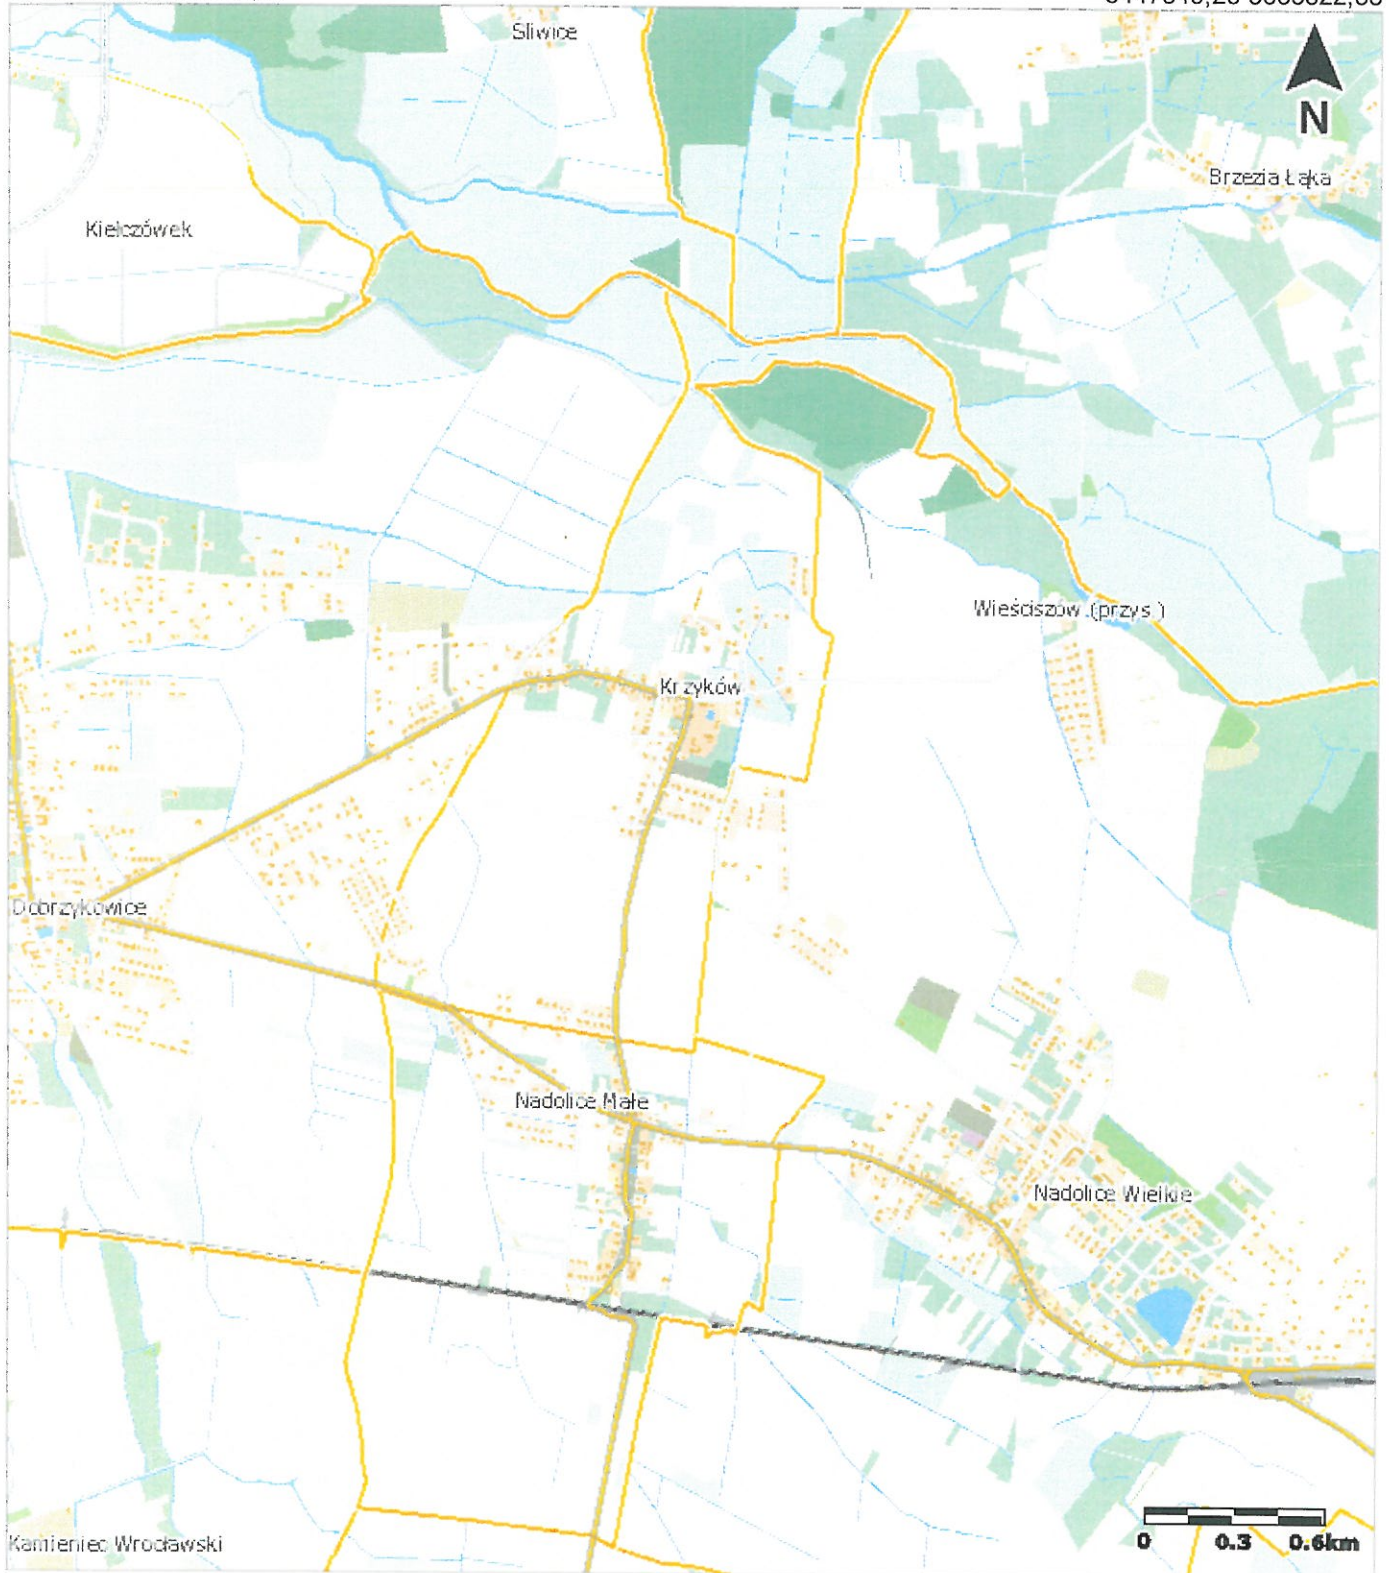 Śliwice
N
Brzezia Łąka
Kiełczówek
Wieściszów (przys.)
Krzyków
Dobrzykowice
Nadolice Małe
Nadolice Wielkie
Kamieniec Wrocławski
0 0.3 0.6km